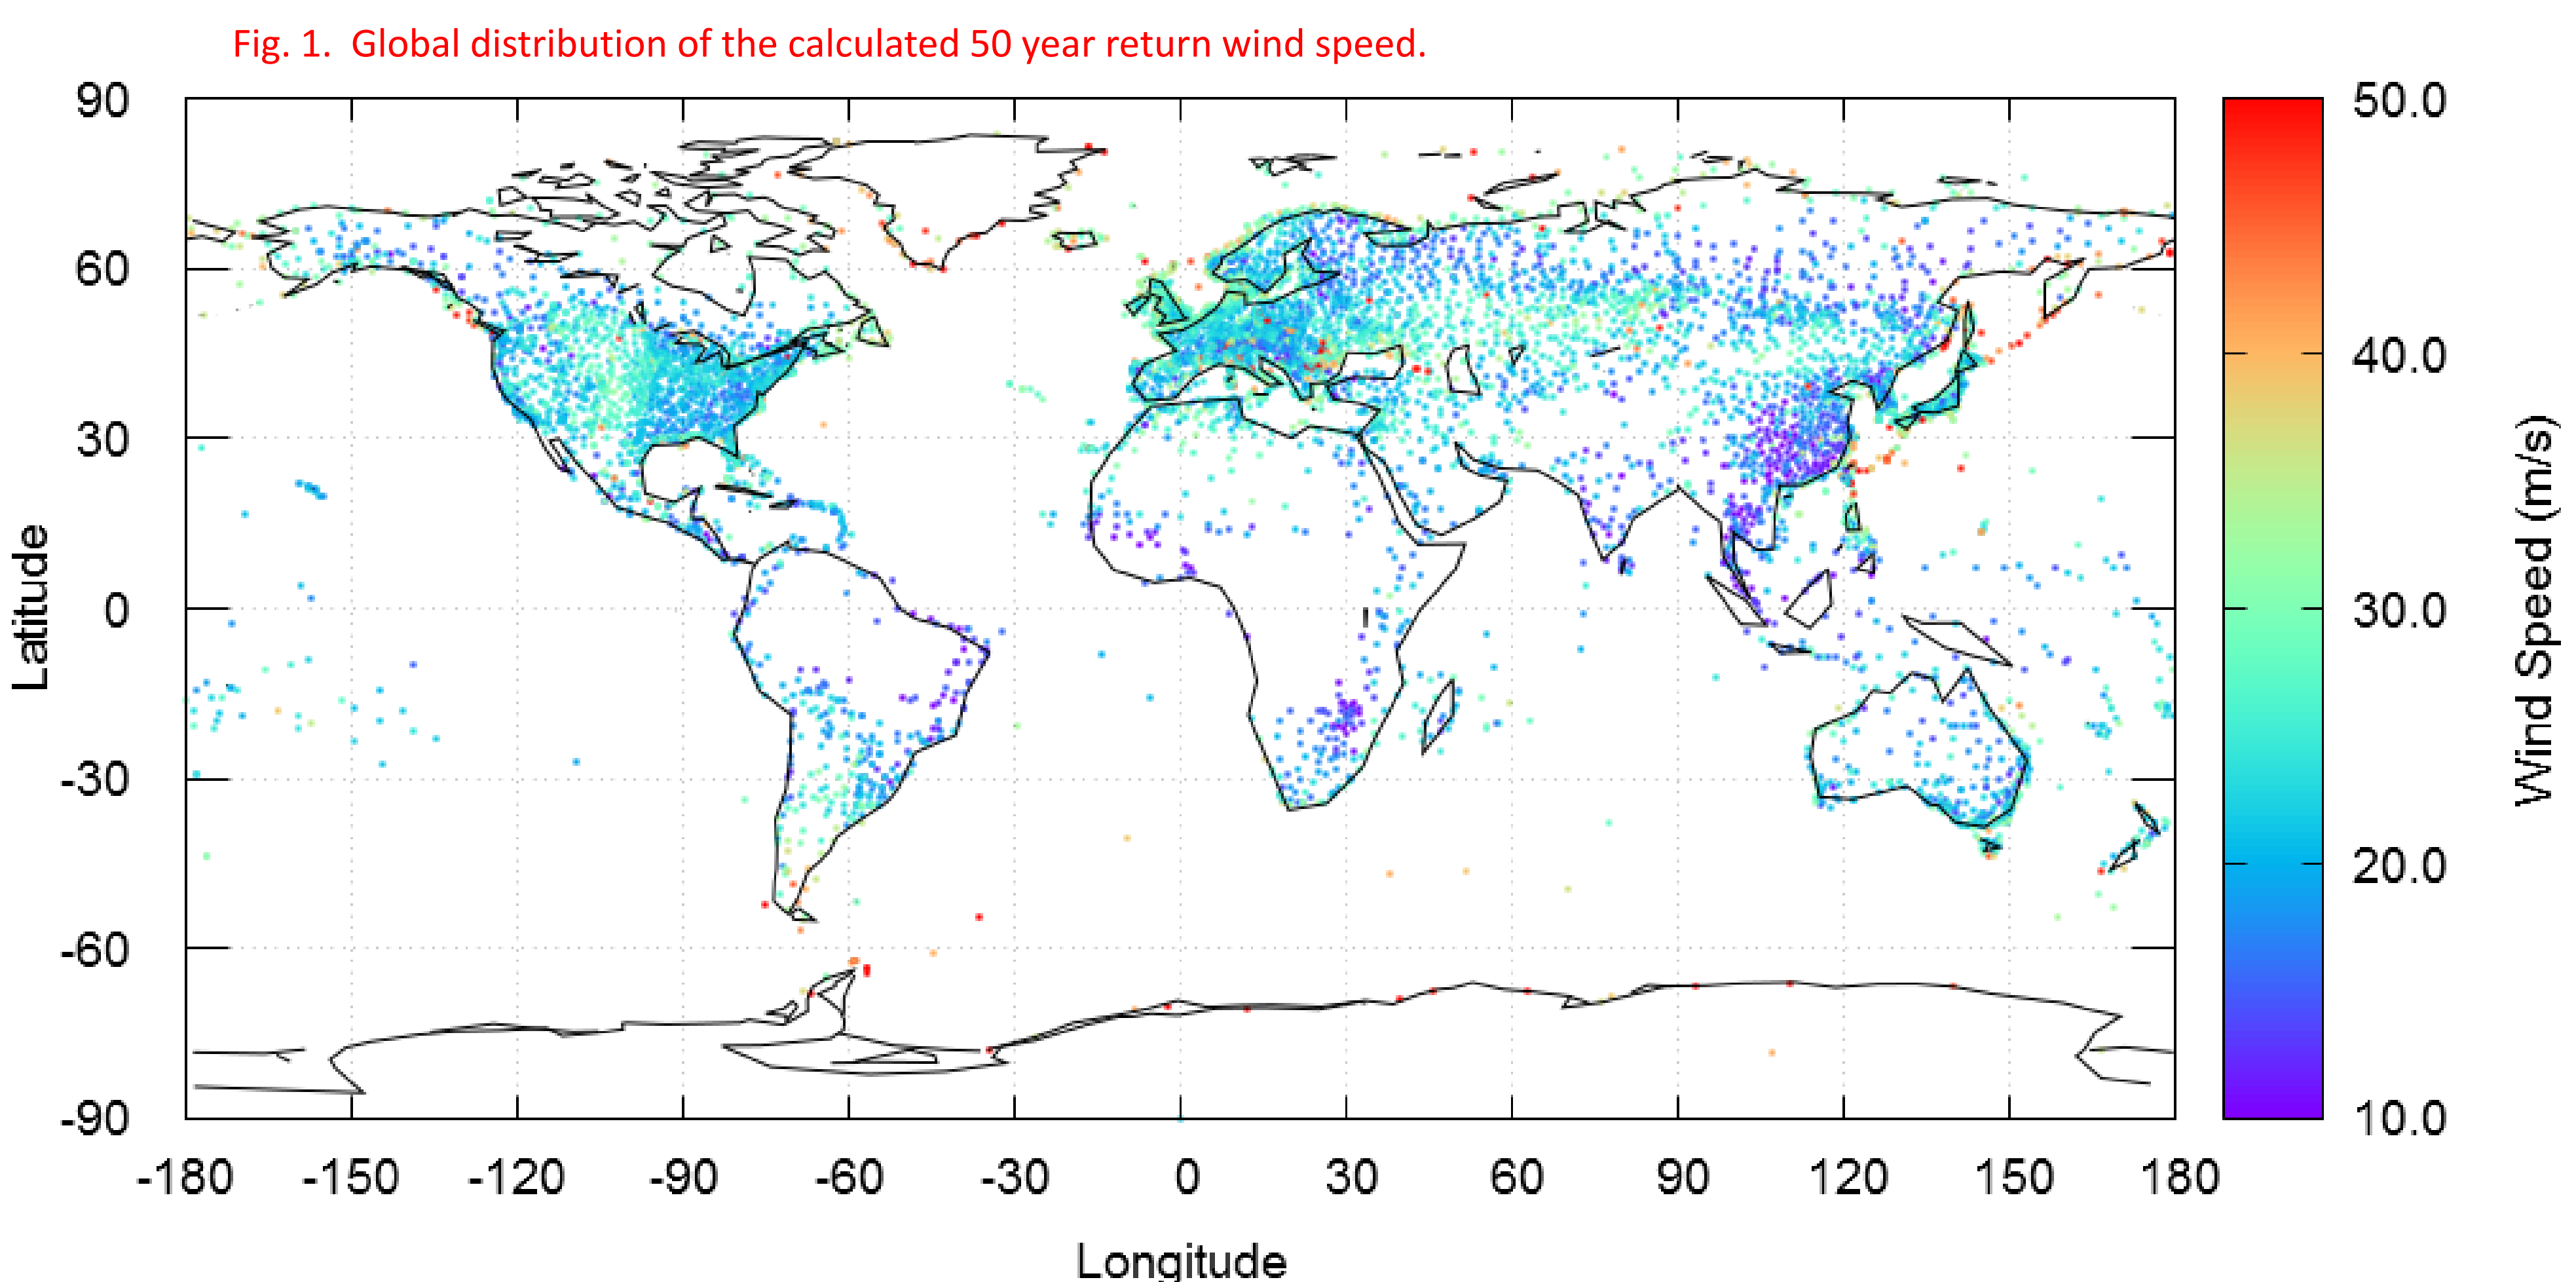 Fig. 1. Global distribution of the calculated 50 year return wind speed.
90
60
30
0
-30
-60
-90
Latitude
-180 -150 -120 -90 -60 -30 0 30 60 90 120 150 180
Longitude
50.0
40.0
30.0
20.0
10.0
Wind Speed (m/s)